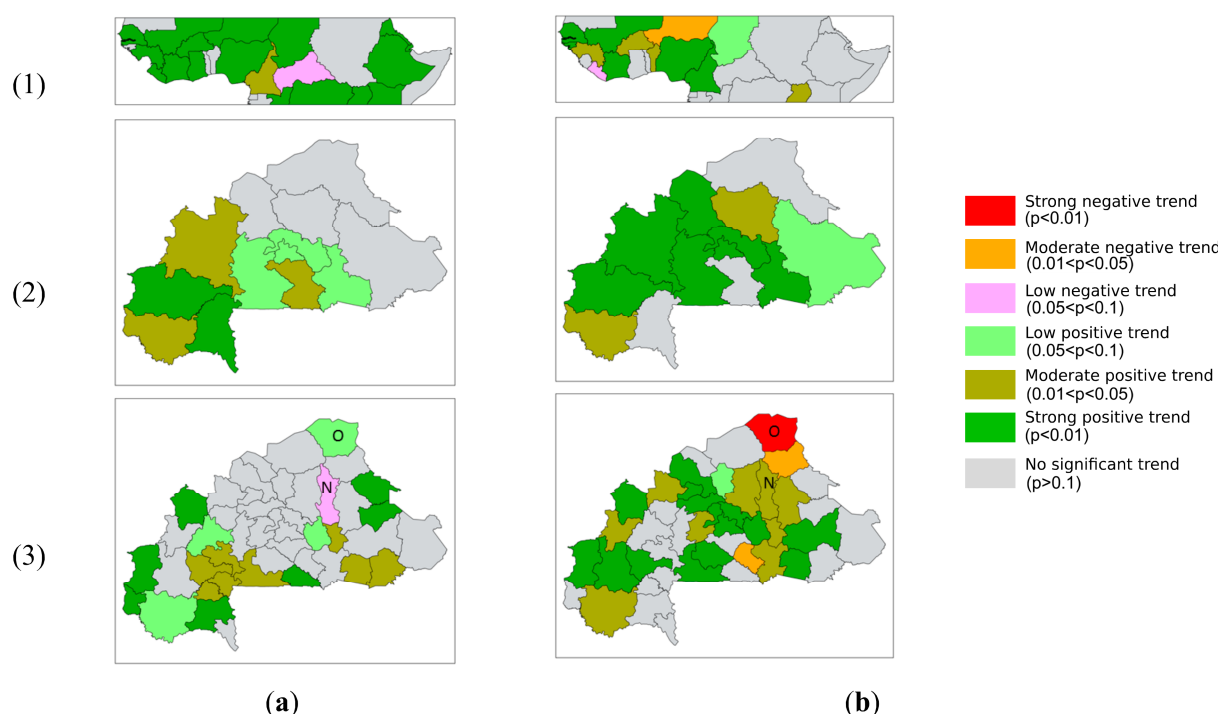 (1)
(2)
(3)
O
N
O
N
Strong negative trend
(p<0.01)
Moderate negative trend
(0.01<p<0.05)
Low negative trend
(0.05<p<0.1)
Low positive trend
(0.05<p<0.1)
Moderate positive trend
(0.01<p<0.05)
Strong positive trend
(p<0.01)
No significant trend
(p>0.1)
(a)
(b)